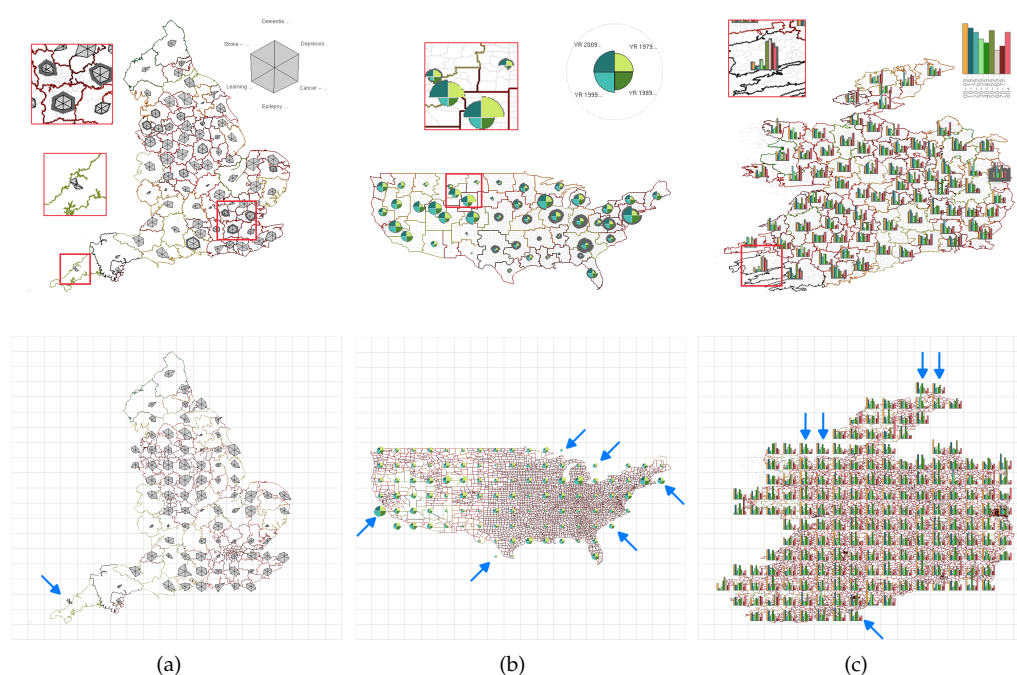 Dementia ...
Stroke – ...
Depressio...
Learning ...
Cancer – ...
Epilepsy ...
VR 2009...
VR 1979...
VR 1999...
VR 1989...
(a)
(b)
(c)